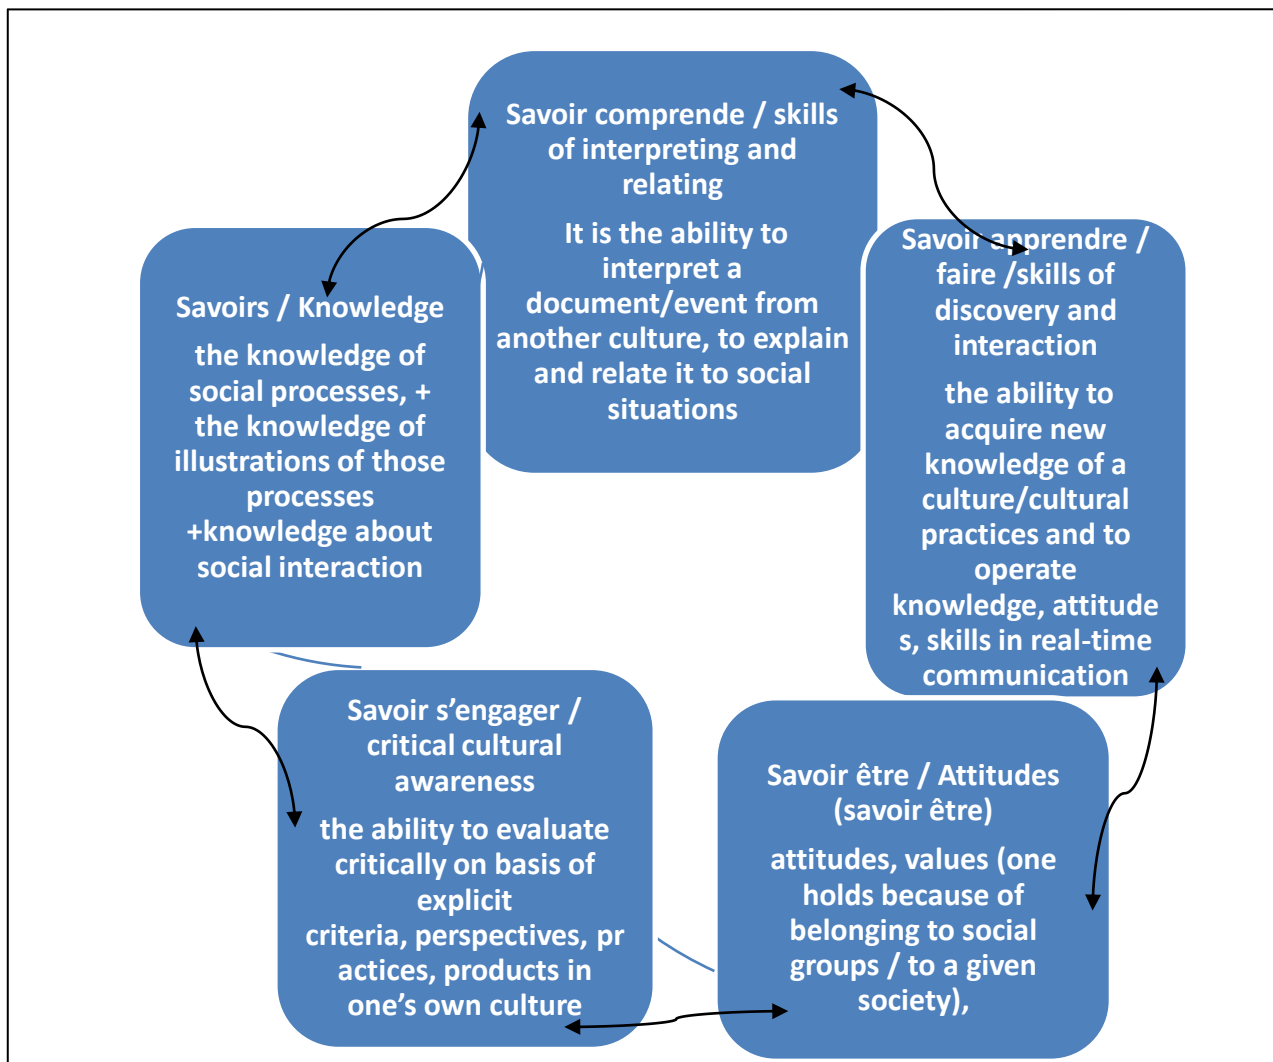 Savoir comprende / skills
of interpreting and
relating
It is the ability to
interpret a
document/event from
another culture, to explain
and relate it to social
situations
Savoir apprendre /
faire /skills of
discovery and
interaction
the ability to
acquire new
knowledge of a
culture/cultural
practices and to
operate
knowledge, attitude
s, skills in real-time
communication
Savoir être / Attitudes
(savoir être)
attitudes, values (one
holds because of
belonging to social
groups / to a given
society),
Savoir s’engager /
critical cultural
awareness
the ability to evaluate
critically on basis of
explicit
criteria, perspectives, pr
actices, products in
one’s own culture
Savoirs / Knowledge
the knowledge of
social processes, +
the knowledge of
illustrations of those
processes
+knowledge about
social interaction